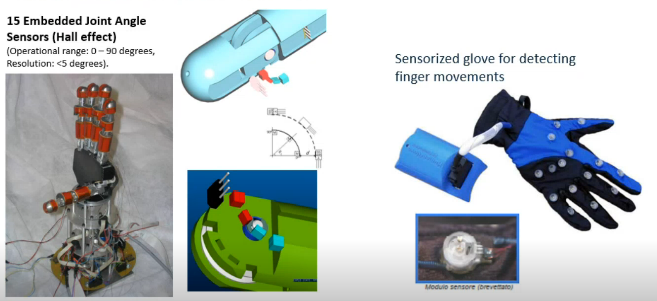 15 Embedded Joint Angle
Sensors (Hall effect)
(Operational range: 0 – 90 degrees,
Resolution: <5 degrees).
Sensorized glove for detecting
finger movements
Modulo sensore (brevettato)